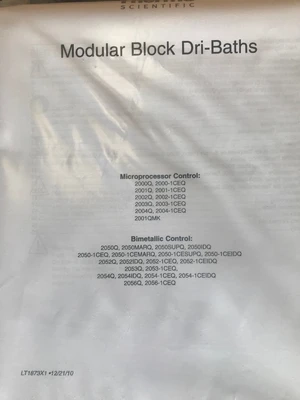 SCIENTIFIC
Modular Block Dri-Baths
Microprocessor Control:
2000Q, 2000-1CEQ
2001Q, 2001-1CEQ
2002Q, 2002-1CEQ
2003Q, 2003-1CEQ
2004Q, 2004-1CEQ
2001QMK
Bimetallic Control:
2050Q, 2050MARQ, 2050SUPQ, 2050IDQ
2050-1CEQ, 2050-1CEMARQ, 2050-1CESUPQ, 2050-1CEIDQ
2052Q, 2052IDQ, 2052-1CEQ, 2052-1CEIDQ
2053Q, 2053-1CEQ,
2054Q, 2054IDQ, 2054-1CEQ, 2054-1CEIDQ
2056Q, 2056-1CEQ
LT1873X1 •12/21/10